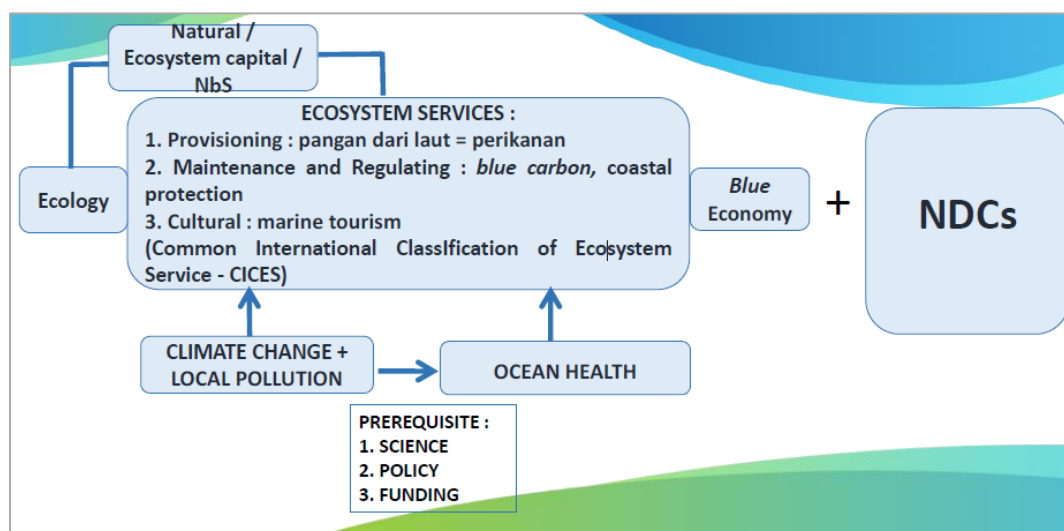 Natural /
Ecosystem capital /
NbS
ECOSYSTEM SERVICES :
1. Provisioning : pangan dari laut = perikanan
2. Maintenance and Regulating : blue carbon, coastal
protection
3. Cultural : marine tourism
(Common International ClassIfication of Ecosystem
Service - CICES)
Ecology
Blue
Economy
+
NDCs
CLIMATE CHANGE +
LOCAL POLLUTION
OCEAN HEALTH
PREREQUISITE :
1. SCIENCE
2. POLICY
3. FUNDING